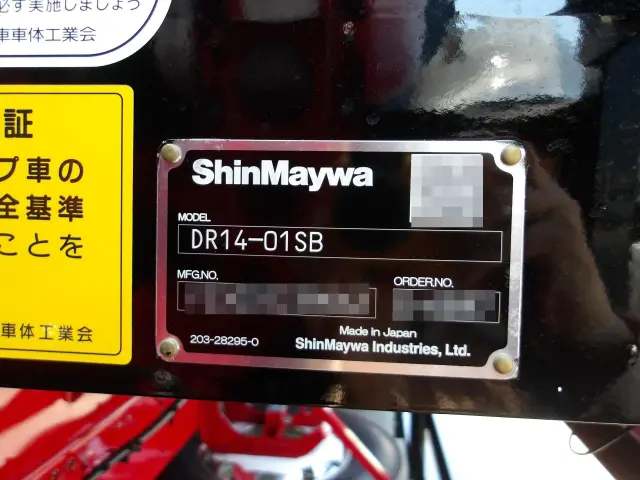 必ず実施しましょう
車車体工業会
証
プ車の
全基準
ことを
車体工業会
ShinMaywa
MODEL
DR14-01SB
MFG.NO.
ORDER.NO.
Made in Japan
203-28295-0
ShinMaywa Industries, Ltd.